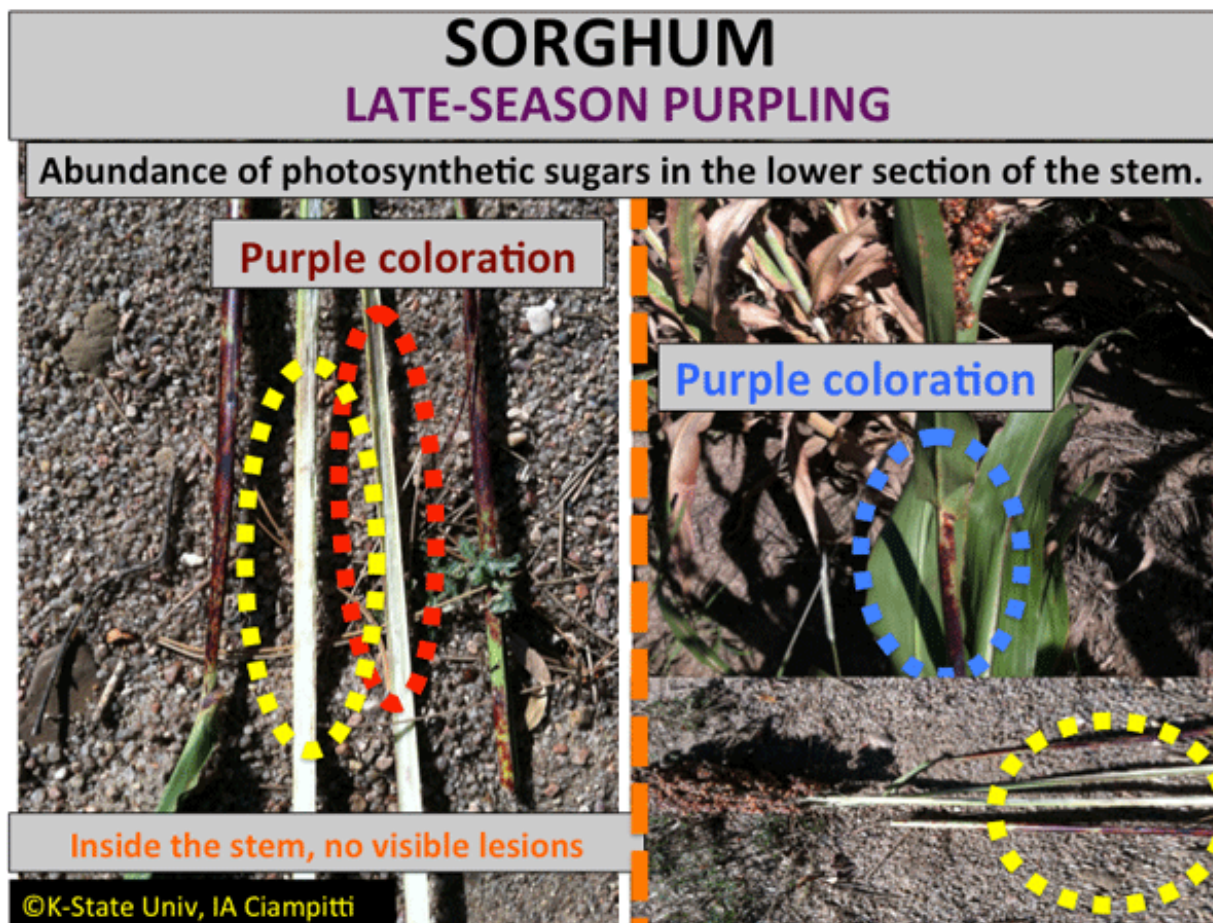 SORGHUM
LATE-SEASON PURPLING
Abundance of photosynthetic sugars in the lower section of the stem.
Purple coloration
Purple coloration
Inside the stem, no visible lesions
©K-State Univ, IA Ciampitti